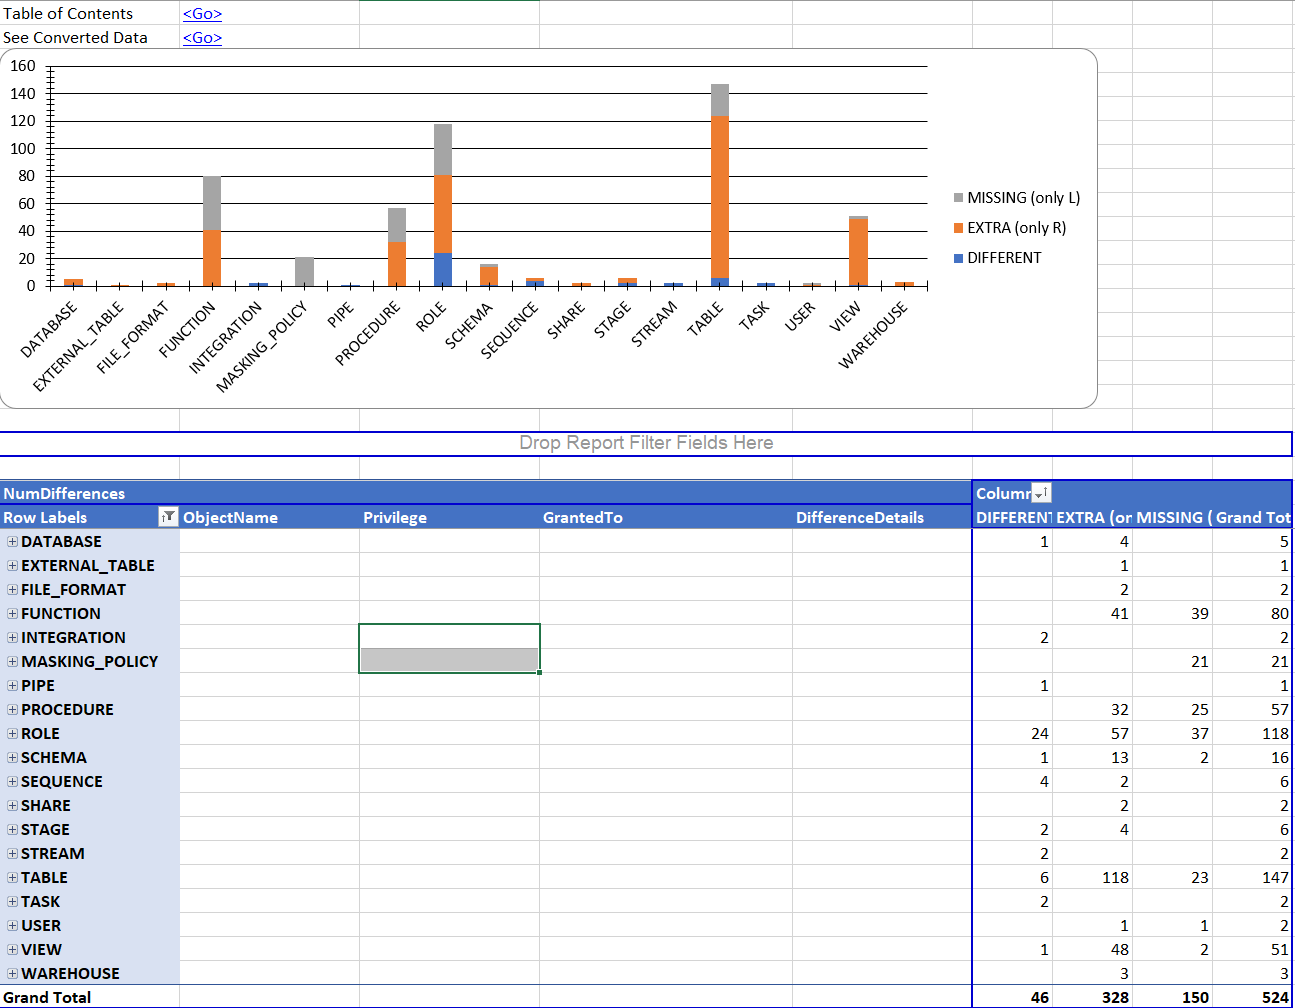 Table of Contents <Go>
See Converted Data <Go>
160
140
120
100
80
60
40
20
0
DATABASE
EXTERNAL_TABLE
FILE_FORMAT
FUNCTION
INTEGRATION
MASKING_POLICY
PIPE
PROCEDURE
ROLE
SCHEMA
SEQUENCE
SHARE
STAGE
STREAM
TABLE
TASK
USER
VIEW
WAREHOUSE
MISSING (only L)
EXTRA (only R)
DIFFERENT
Drop Report Filter Fields Here
NumDifferences Column
Row Labels ObjectName Privilege GrantedTo DifferenceDetails DIFFERENT EXTRA (or MISSING ( Grand Tot
DATABASE 1 4 5
EXTERNAL_TABLE 1 1
FILE_FORMAT 2 2
FUNCTION 41 39 80
INTEGRATION 2 2
MASKING_POLICY 21 21
PIPE 1 1
PROCEDURE 32 25 57
ROLE 24 57 37 118
SCHEMA 1 13 2 16
SEQUENCE 4 2 6
SHARE 2 2
STAGE 2 4 6
STREAM 2 2
TABLE 6 118 23 147
TASK 2 2
USER 1 1 2
VIEW 1 48 2 51
WAREHOUSE 3 3
Grand Total 46 328 150 524